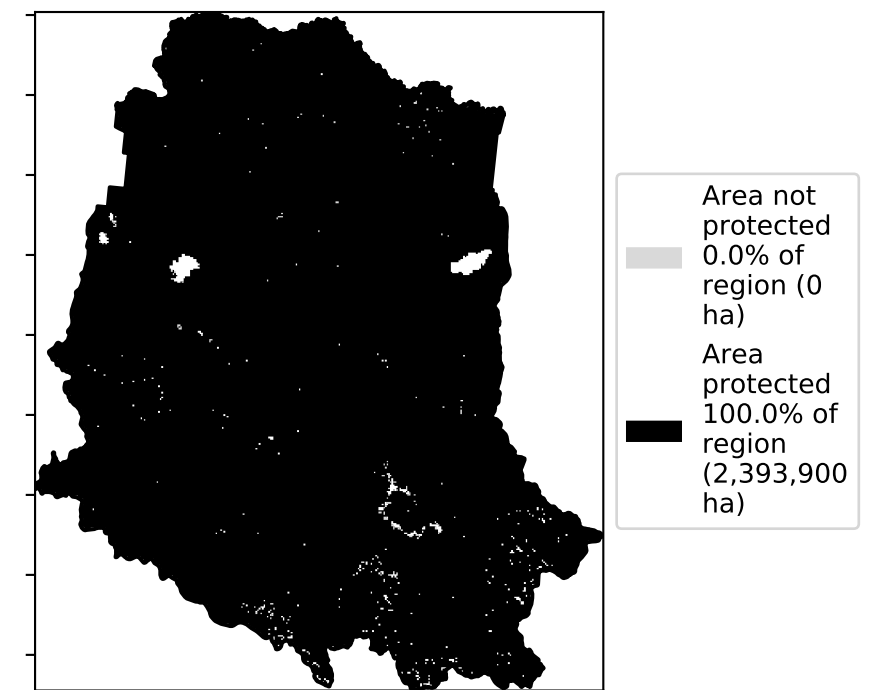 Area not
protected
0.0% of
region (0
ha)
Area
protected
100.0% of
region
(2,393,900
ha)